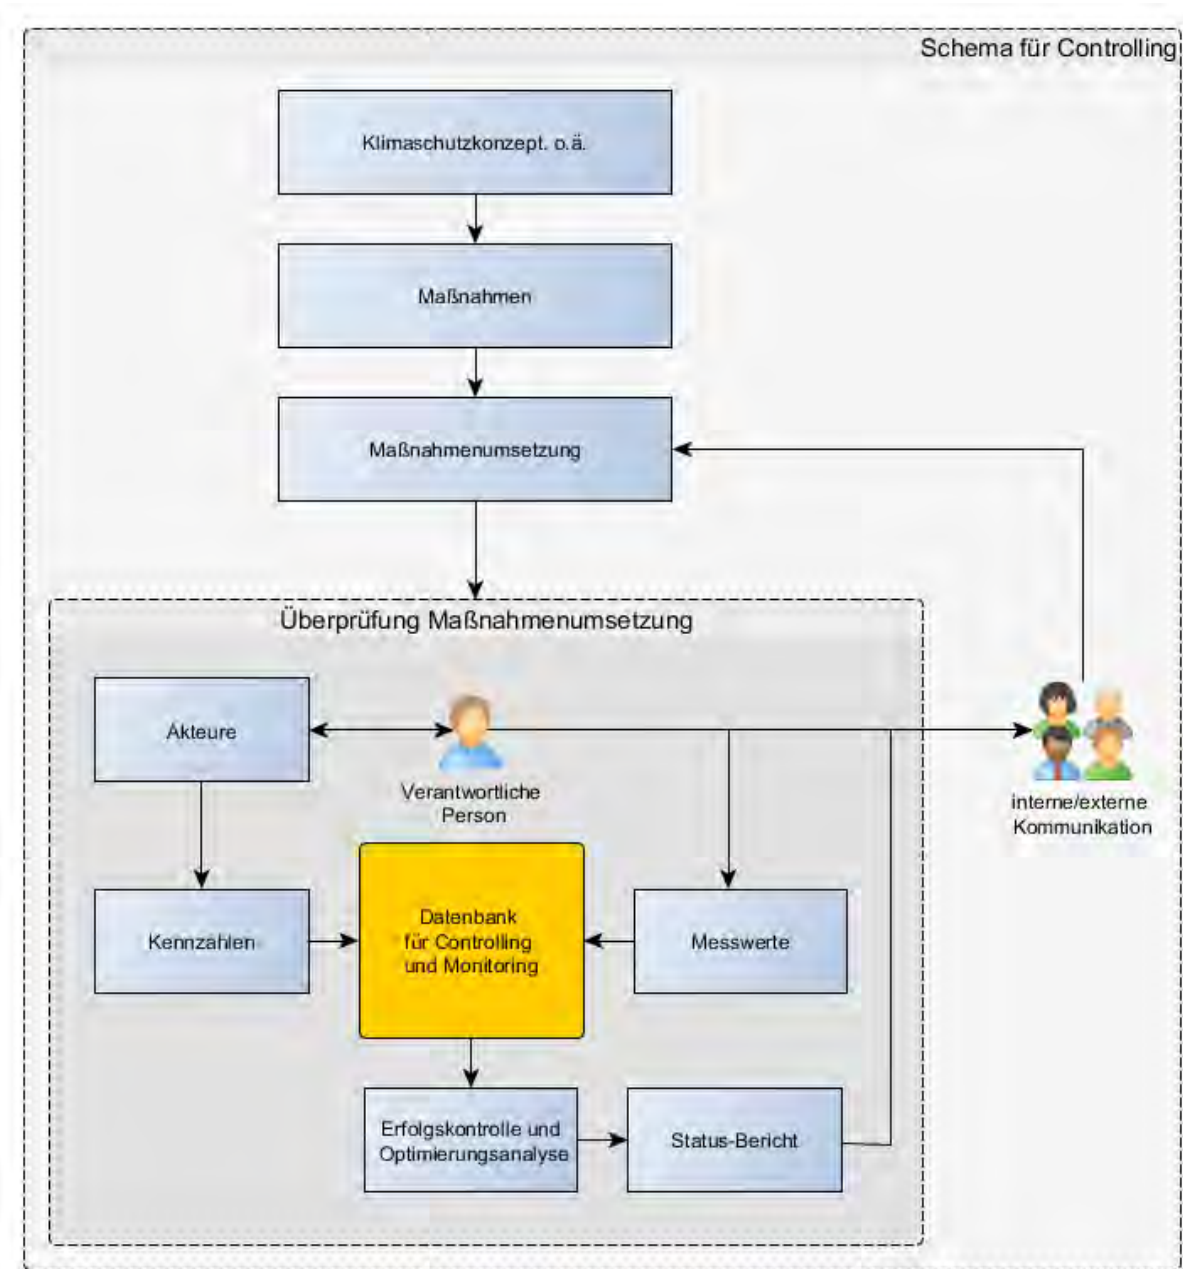 Schema für Controlling
Klimaschutzkonzept. o.ä.
Maßnahmen
Maßnahmenumsetzung
Überprüfung Maßnahmenumsetzung
Akteure
Verantwortliche
Person
interne/externe
Kommunikation
Kennzahlen
Datenbank
für Controlling
und Monitoring
Messwerte
Erfolgskontrolle und
Optimierungsanalyse
Status-Bericht